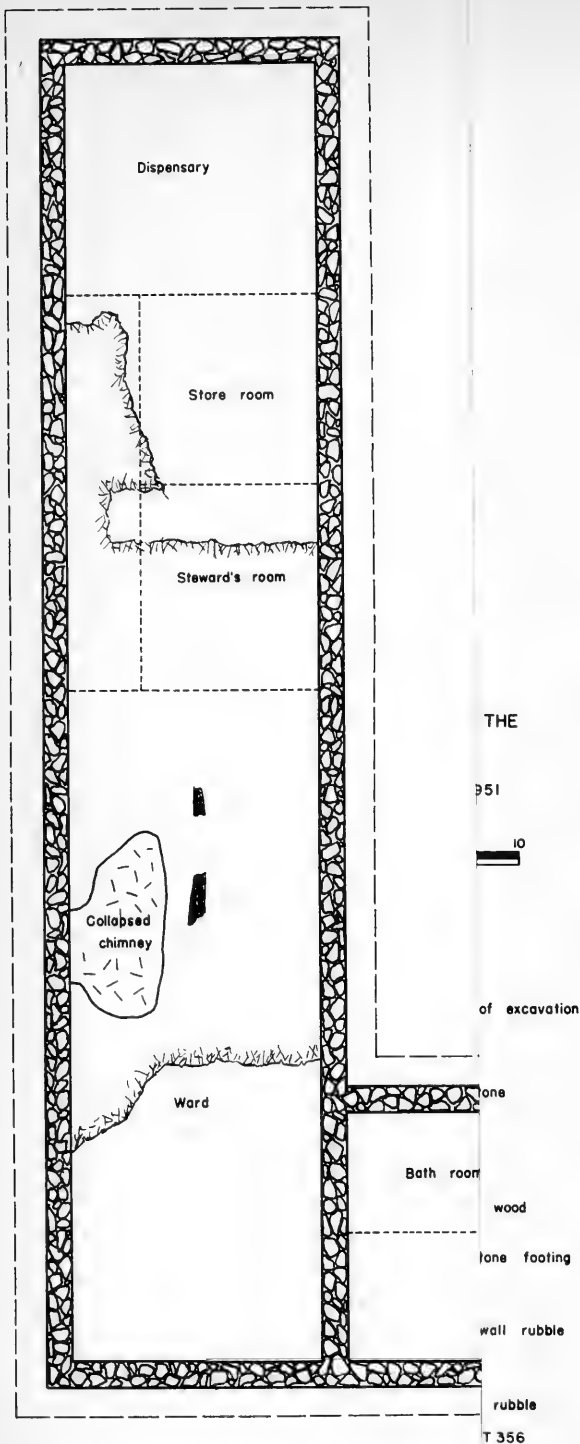 Dispensary
Store room
Steward's room
THE
951
10
Collapsed
chimney
of excavation
Ward
tone
Bath room
wood
tone footing
wall rubble
rubble
T 356